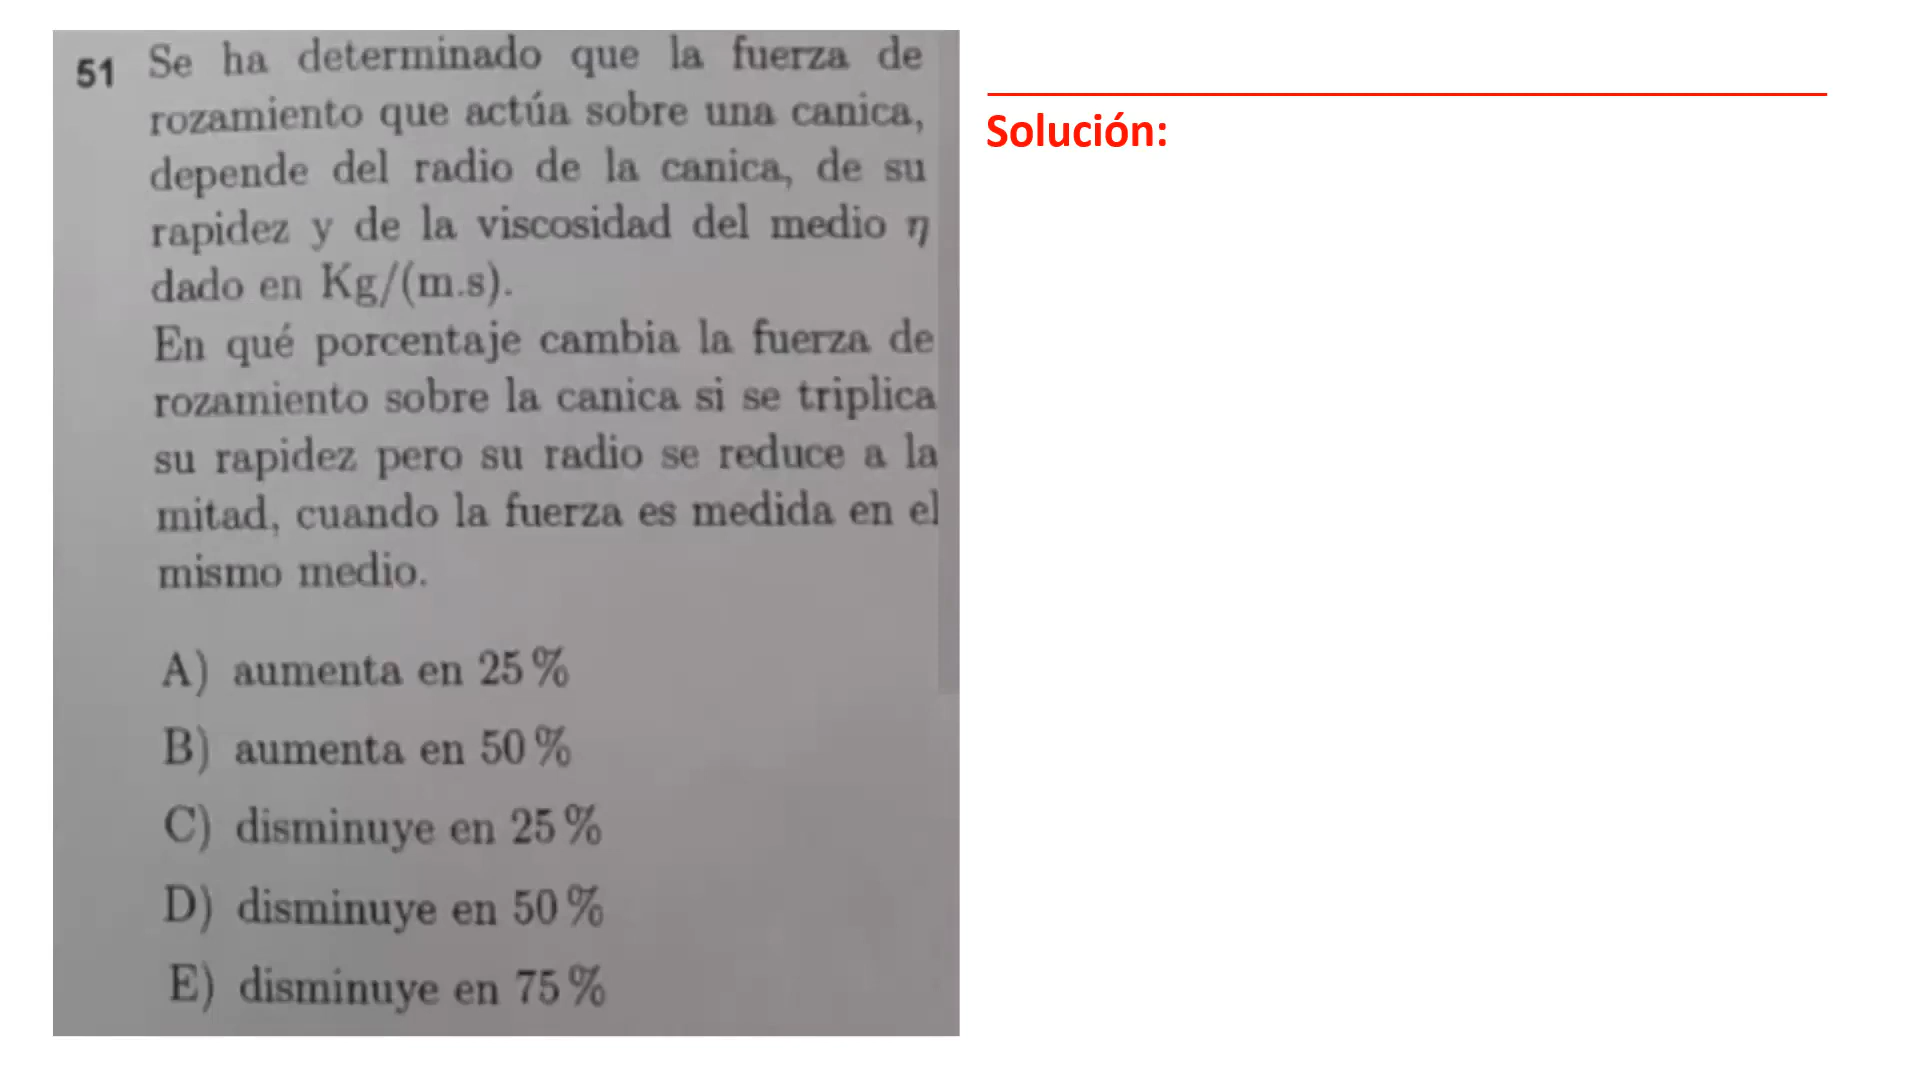 51 Se ha determinado que la fuerza de
rozamiento que actúa sobre una canica,
depende del radio de la canica, de su
rapidez y de la viscosidad del medio η
dado en Kg/(m.s).
En qué porcentaje cambia la fuerza de
rozamiento sobre la canica si se triplica
su rapidez pero su radio se reduce a la
mitad, cuando la fuerza es medida en el
mismo medio.
A) aumenta en 25 %
B) aumenta en 50 %
C) disminuye en 25 %
D) disminuye en 50 %
E) disminuye en 75 %
Solución: